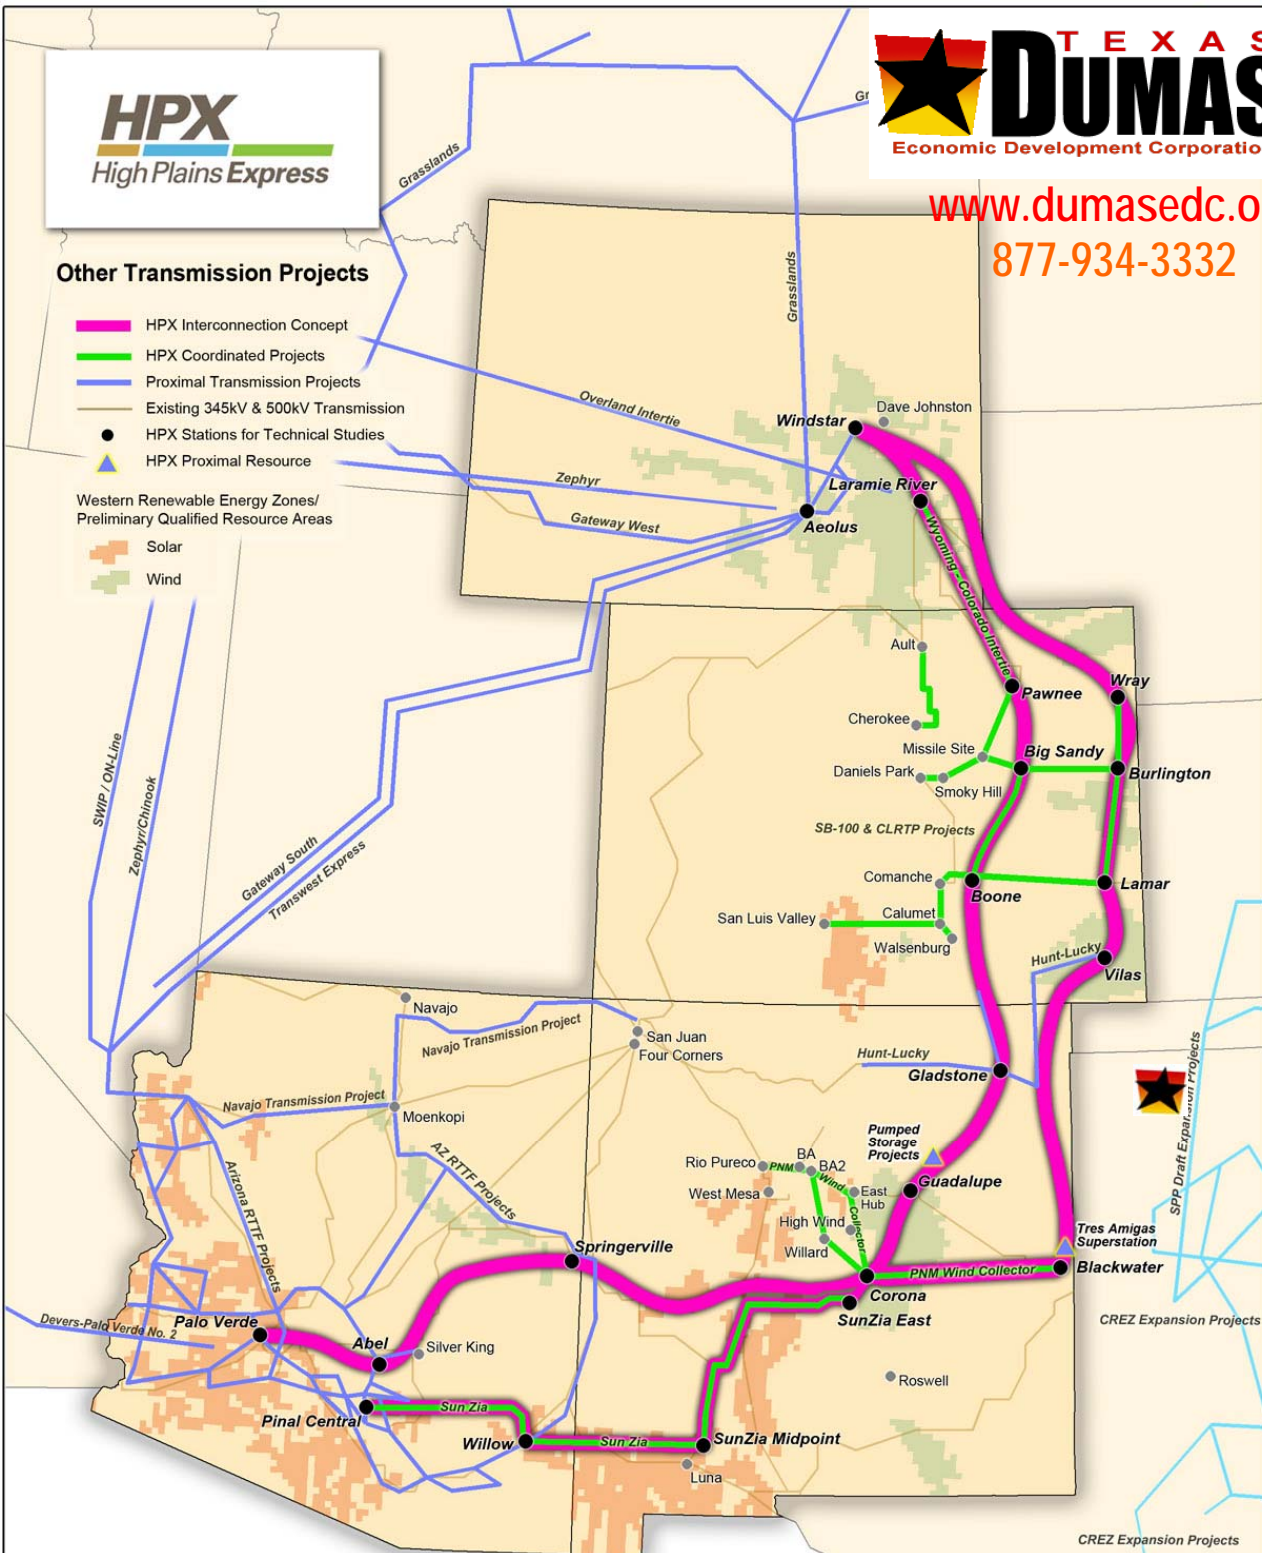 TEXAS
DUMAS
Economic Development Corporatio
www.dumasedc.o
877-934-3332
HPX
High Plains Express
Other Transmission Projects
HPX Interconnection Concept
HPX Coordinated Projects
Proximal Transmission Projects
Existing 345kV & 500kV Transmission
HPX Stations for Technical Studies
HPX Proximal Resource
Western Renewable Energy Zones/
Preliminary Qualified Resource Areas
Solar
Wind
Grasslands
Grasslands
Overland Intertie
Dave Johnston
Windstar
Zephyr
Laramie River
Gateway West
Aeolus
Wyoming - Colorado Intertie
Ault
Pawnee
Wray
Cherokee
Missile Site
Big Sandy
Daniels Park
Smoky Hill
Burlington
SWIP / ON-Line
Zephyr/Chinook
SB-100 & CLRTP Projects
Gateway South
Transwest Express
Comanche
Boone
Lamar
San Luis Valley
Calumet
Walsenburg
Hunt-Lucky
Vilas
Navajo
Navajo Transmission Project
San Juan
Four Corners
Hunt-Lucky
Gladstone
Navajo Transmission Project
Moenkopi
SPP Draft Expansion Projects
Pumped
Storage
Projects
AZ RTTF Projects
Arizona RTTF Projects
Rio Pureco
PNM Wind Collector
BA
BA2
West Mesa
East
Hub
Guadalupe
High Wind
Willard
Tres Amigas
Superstation
Springerville
PNM Wind Collector
Blackwater
Corona
SunZia East
Devers-Palo Verde No. 2
Palo Verde
CREZ Expansion Projects
Abel
Silver King
Roswell
Pinal Central
Sun Zia
Willow
Sun Zia
SunZia Midpoint
Luna
CREZ Expansion Projects